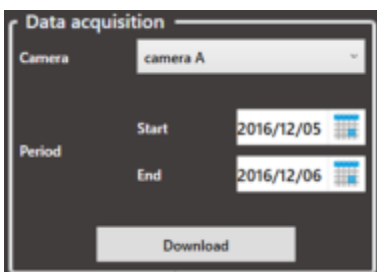 Data acquisition
Camera camera A
Start 2016/12/05
Period
End 2016/12/06
Download